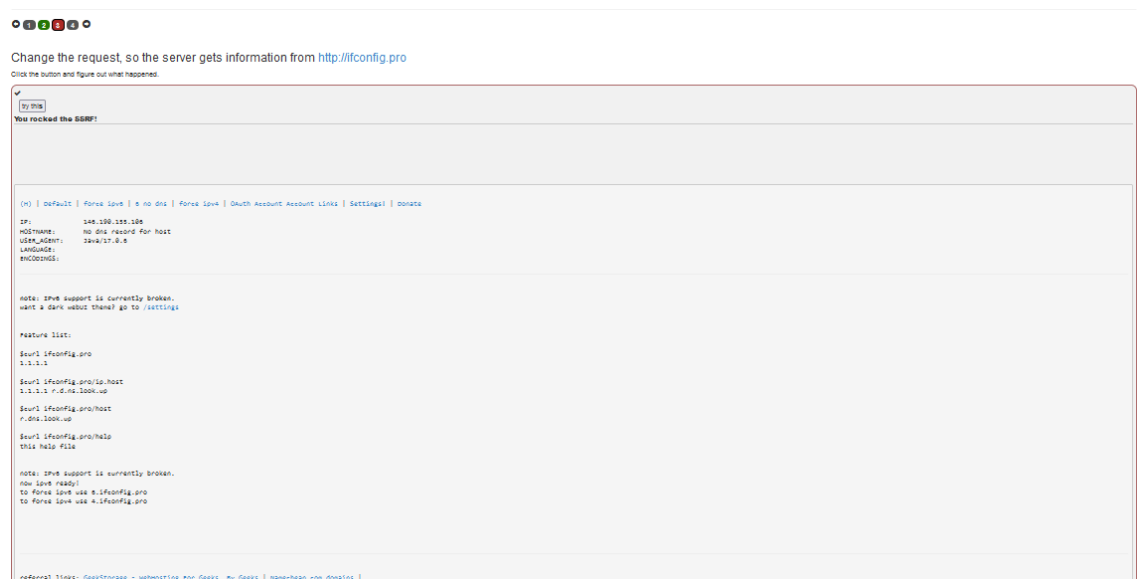 1 2 3 4
Change the request, so the server gets information from http://ifconfig.pro
Click the button and figure out what happened.
try this
You rocked the SSRF!
(H) | Default | force ipv6 | 6 no dns | force ipv4 | OAuth Account Account Links | Settings! | Donate
IP: 146.190.155.106
HOSTNAME: No dns record for host
USER_AGENT: Java/17.0.6
LANGUAGE:
ENCODINGS:
note: IPv6 support is currently broken.
want a dark webui theme? go to /settings
Feature list:
$curl ifconfig.pro
1.1.1.1
$curl ifconfig.pro/ip.host
1.1.1.1 r.d.ns.look.up
$curl ifconfig.pro/host
r.dns.look.up
$curl ifconfig.pro/help
this help file
note: IPv6 support is currently broken.
now ipv6 ready!
to force ipv6 use 6.ifconfig.pro
to force ipv4 use 4.ifconfig.pro
referral links: GeekStorage - WebHosting For Geeks, By Geeks | Namecheap .com domains |